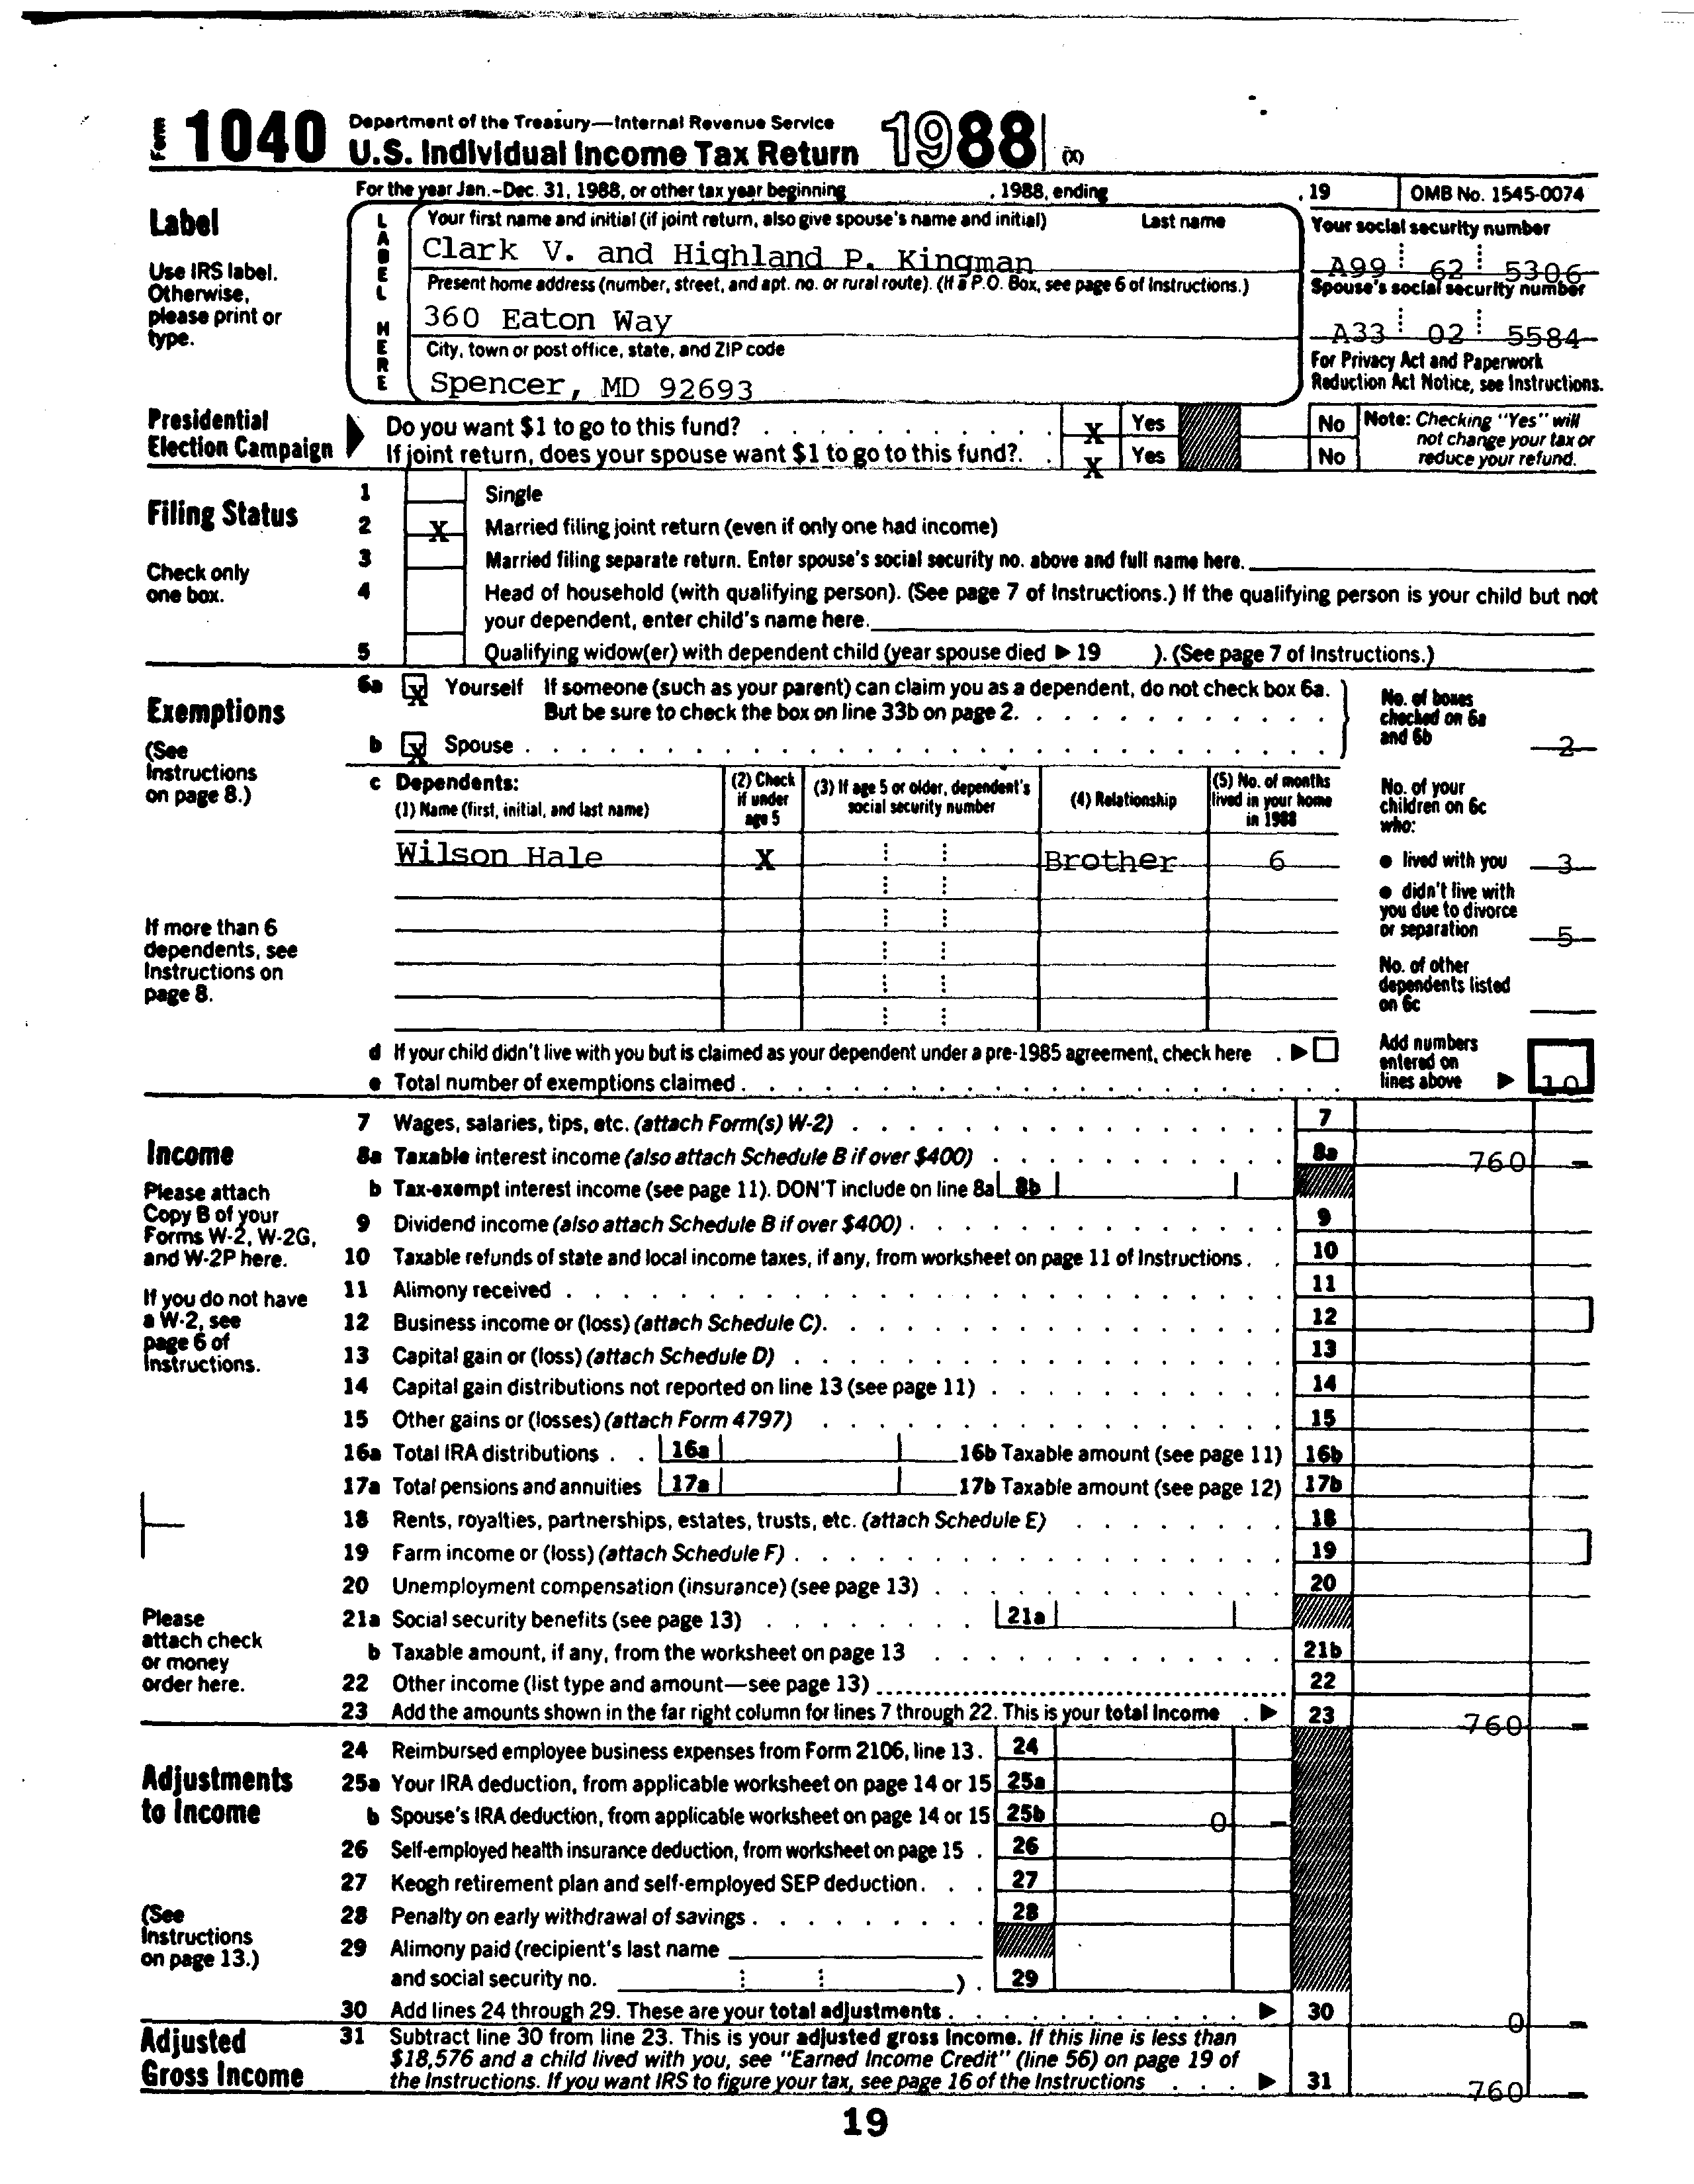 Form 1040 Department of the Treasury—Internal Revenue Service
U.S. Individual Income Tax Return 1988 (X)
For the year Jan.-Dec. 31, 1988, or other tax year beginning , 1988, ending , 19 OMB No. 1545-0074
Label
Use IRS label.
Otherwise,
please print or
type.
LABEL HERE
Your first name and initial (if joint return, also give spouse's name and initial) Last name
Clark V. and Highland P. Kingman
Present home address (number, street, and apt. no. or rural route). (If a P.O. Box, see page 6 of Instructions.)
360 Eaton Way
City, town or post office, state, and ZIP code
Spencer, MD 92693
Your social security number
A99 62 5306
Spouse's social security number
A33 02 5584
For Privacy Act and Paperwork
Reduction Act Notice, see Instructions.
Presidential
Election Campaign
Do you want $1 to go to this fund? X Yes No
If joint return, does your spouse want $1 to go to this fund?. X Yes No
Note: Checking "Yes" will
not change your tax or
reduce your refund.
Filing Status
Check only
one box.
1 Single
2 X Married filing joint return (even if only one had income)
3 Married filing separate return. Enter spouse's social security no. above and full name here.
4 Head of household (with qualifying person). (See page 7 of Instructions.) If the qualifying person is your child but not
your dependent, enter child's name here.
5 Qualifying widow(er) with dependent child (year spouse died ▶ 19 ). (See page 7 of Instructions.)
Exemptions
(See
Instructions
on page 8.)
If more than 6
dependents, see
Instructions on
page 8.
6a X Yourself If someone (such as your parent) can claim you as a dependent, do not check box 6a.
But be sure to check the box on line 33b on page 2.
b X Spouse
No. of boxes
checked on 6a
and 6b 2
c Dependents:
(1) Name (first, initial, and last name)
(2) Check
if under
age 5
(3) If age 5 or older, dependent's
social security number
(4) Relationship
(5) No. of months
lived in your home
in 1988
Wilson Hale X Brother 6
No. of your
children on 6c
who:
● lived with you 3
● didn't live with
you due to divorce
or separation 5
No. of other
dependents listed
on 6c
d If your child didn't live with you but is claimed as your dependent under a pre-1985 agreement, check here . ▶
e Total number of exemptions claimed
Add numbers
entered on
lines above ▶ 10
Income
Please attach
Copy B of your
Forms W-2, W-2G,
and W-2P here.
If you do not have
a W-2, see
page 6 of
Instructions.
Please
attach check
or money
order here.
7 Wages, salaries, tips, etc. (attach Form(s) W-2) 7
8a Taxable interest income (also attach Schedule B if over $400) 8a 760 -
b Tax-exempt interest income (see page 11). DON'T include on line 8a 8b
9 Dividend income (also attach Schedule B if over $400) 9
10 Taxable refunds of state and local income taxes, if any, from worksheet on page 11 of Instructions. 10
11 Alimony received 11
12 Business income or (loss) (attach Schedule C). 12
13 Capital gain or (loss) (attach Schedule D) 13
14 Capital gain distributions not reported on line 13 (see page 11) 14
15 Other gains or (losses) (attach Form 4797) 15
16a Total IRA distributions 16a 16b Taxable amount (see page 11) 16b
17a Total pensions and annuities 17a 17b Taxable amount (see page 12) 17b
18 Rents, royalties, partnerships, estates, trusts, etc. (attach Schedule E) 18
19 Farm income or (loss) (attach Schedule F) 19
20 Unemployment compensation (insurance) (see page 13) 20
21a Social security benefits (see page 13) 21a
b Taxable amount, if any, from the worksheet on page 13 21b
22 Other income (list type and amount—see page 13) 22
23 Add the amounts shown in the far right column for lines 7 through 22. This is your total income ▶ 23 760 -
Adjustments
to Income
(See
Instructions
on page 13.)
24 Reimbursed employee business expenses from Form 2106, line 13. 24
25a Your IRA deduction, from applicable worksheet on page 14 or 15 25a
b Spouse's IRA deduction, from applicable worksheet on page 14 or 15 25b 0 -
26 Self-employed health insurance deduction, from worksheet on page 15 . 26
27 Keogh retirement plan and self-employed SEP deduction. 27
28 Penalty on early withdrawal of savings 28
29 Alimony paid (recipient's last name
and social security no. ) . 29
30 Add lines 24 through 29. These are your total adjustments ▶ 30 0 -
Adjusted
Gross Income
31 Subtract line 30 from line 23. This is your adjusted gross income. If this line is less than
$18,576 and a child lived with you, see "Earned Income Credit" (line 56) on page 19 of
the Instructions. If you want IRS to figure your tax, see page 16 of the Instructions ▶ 31 760 -
19